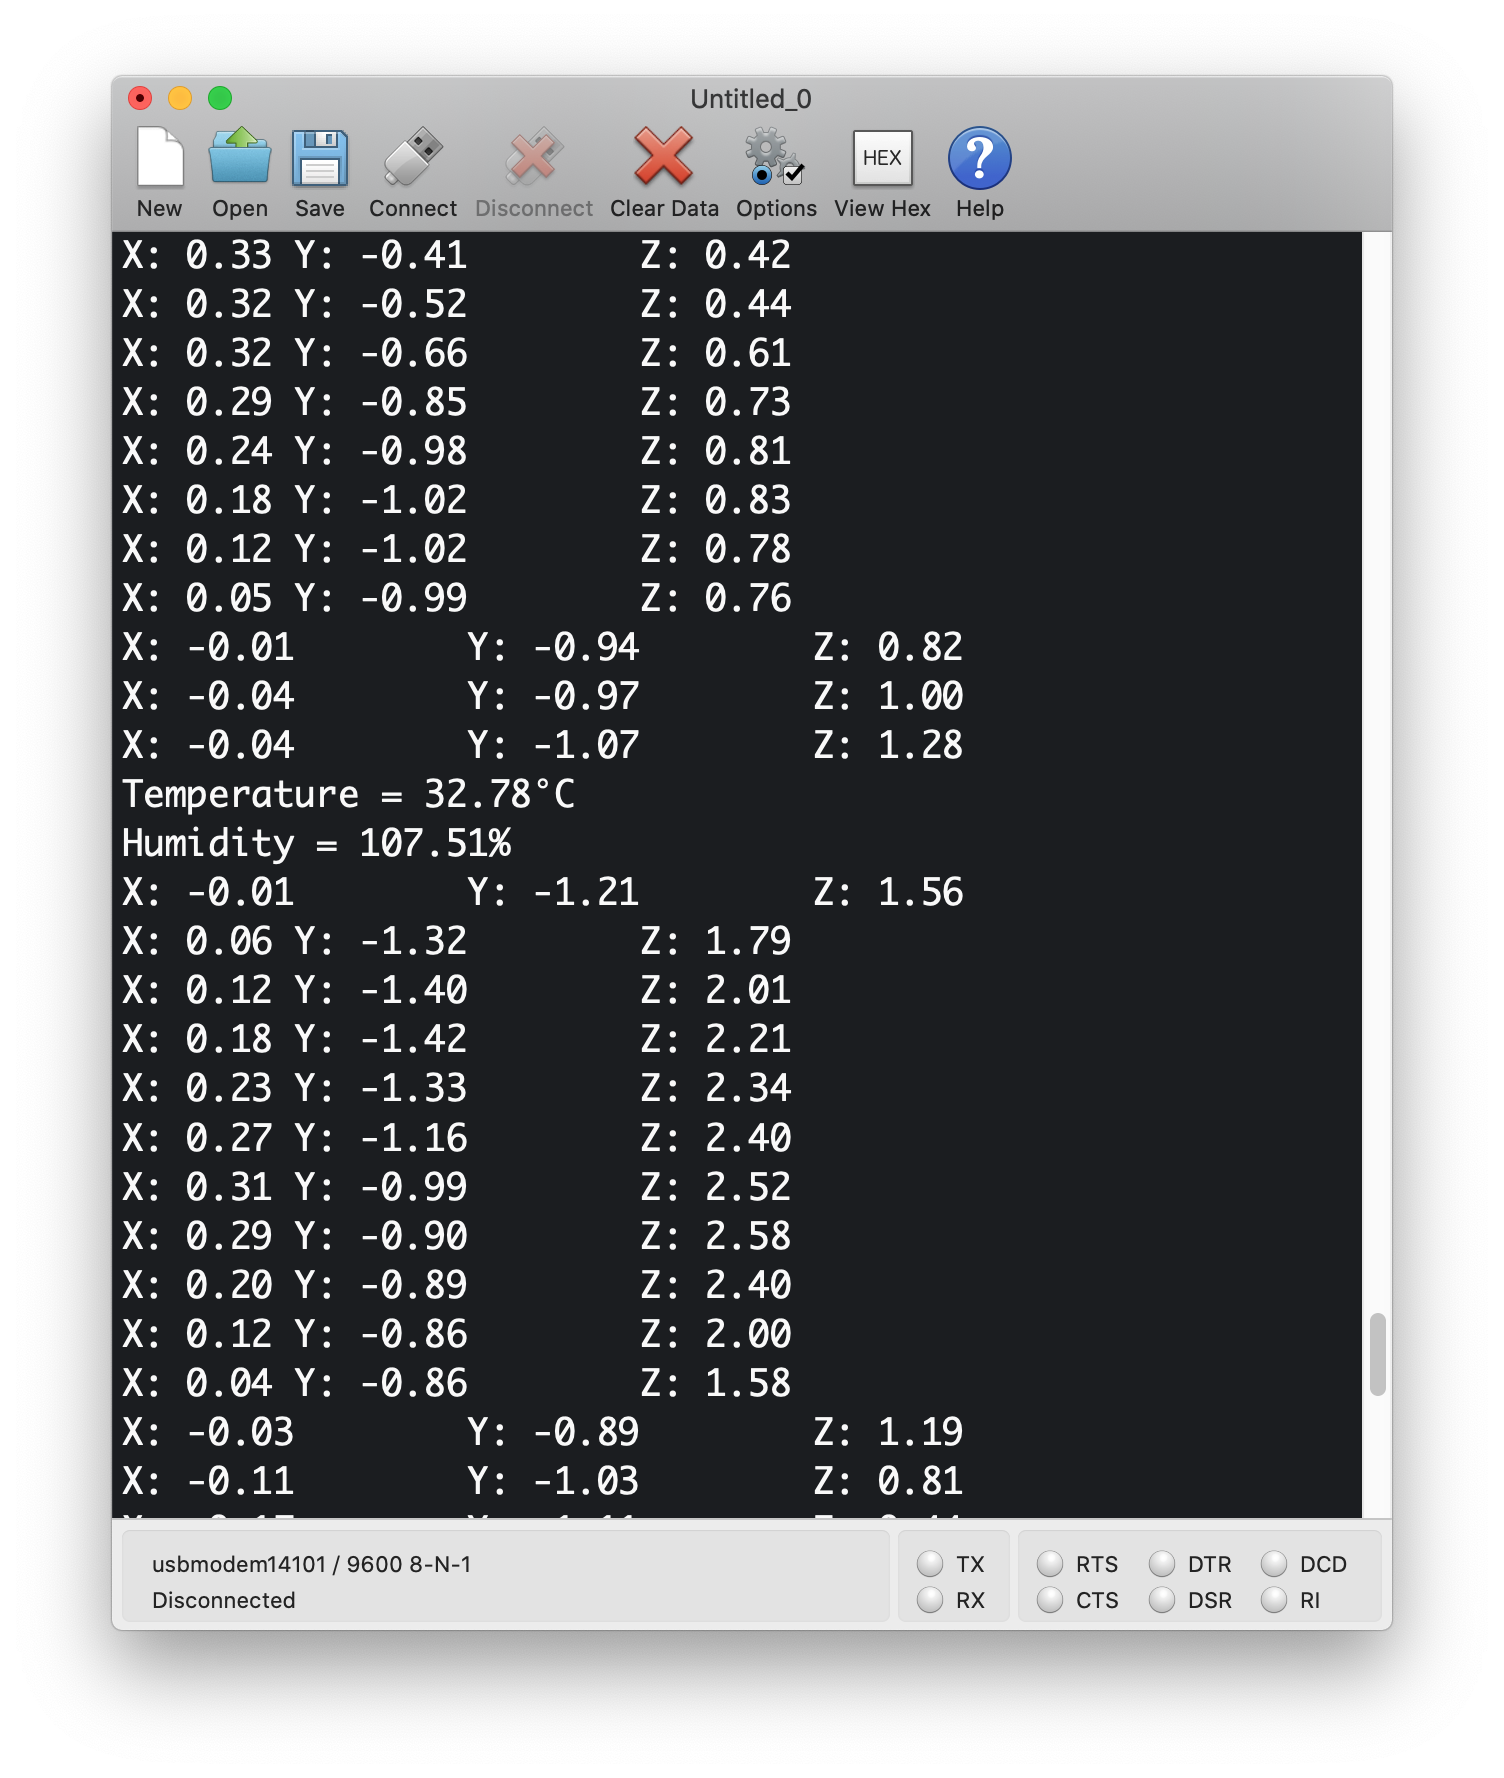 Untitled_0
New Open Save Connect Disconnect Clear Data Options HEX View Hex ? Help
X: 0.33 Y: -0.41 Z: 0.42
X: 0.32 Y: -0.52 Z: 0.44
X: 0.32 Y: -0.66 Z: 0.61
X: 0.29 Y: -0.85 Z: 0.73
X: 0.24 Y: -0.98 Z: 0.81
X: 0.18 Y: -1.02 Z: 0.83
X: 0.12 Y: -1.02 Z: 0.78
X: 0.05 Y: -0.99 Z: 0.76
X: -0.01 Y: -0.94 Z: 0.82
X: -0.04 Y: -0.97 Z: 1.00
X: -0.04 Y: -1.07 Z: 1.28
Temperature = 32.78°C
Humidity = 107.51%
X: -0.01 Y: -1.21 Z: 1.56
X: 0.06 Y: -1.32 Z: 1.79
X: 0.12 Y: -1.40 Z: 2.01
X: 0.18 Y: -1.42 Z: 2.21
X: 0.23 Y: -1.33 Z: 2.34
X: 0.27 Y: -1.16 Z: 2.40
X: 0.31 Y: -0.99 Z: 2.52
X: 0.29 Y: -0.90 Z: 2.58
X: 0.20 Y: -0.89 Z: 2.40
X: 0.12 Y: -0.86 Z: 2.00
X: 0.04 Y: -0.86 Z: 1.58
X: -0.03 Y: -0.89 Z: 1.19
X: -0.11 Y: -1.03 Z: 0.81
usbmodem14101 / 9600 8-N-1
Disconnected
TX RTS DTR DCD
RX CTS DSR RI